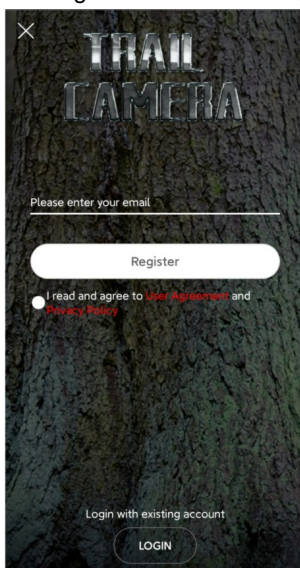 TRAIL
CAMERA
Please enter your email
Register
I read and agree to User Agreement and
Privacy Policy
Login with existing account
LOGIN